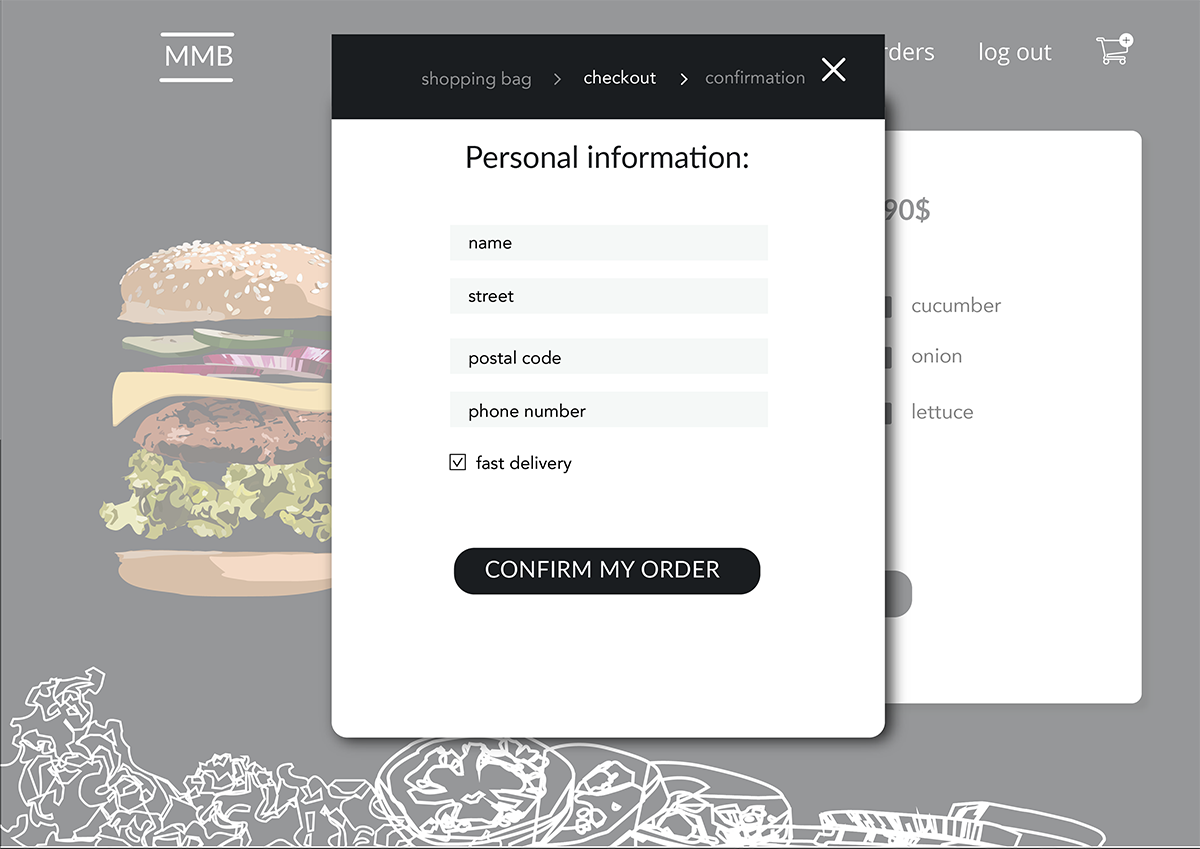 MMB
shopping bag > checkout > confirmation
log out
Personal information:
90$
name
street
postal code
phone number
fast delivery
cucumber
onion
lettuce
CONFIRM MY ORDER